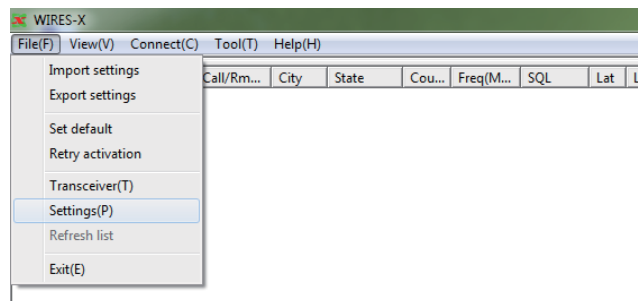 WIRES-X
File(F) View(V) Connect(C) Tool(T) Help(H)
Call/Rm... City State Cou... Freq(M... SQL Lat L
Import settings
Export settings
Set default
Retry activation
Transceiver(T)
Settings(P)
Refresh list
Exit(E)